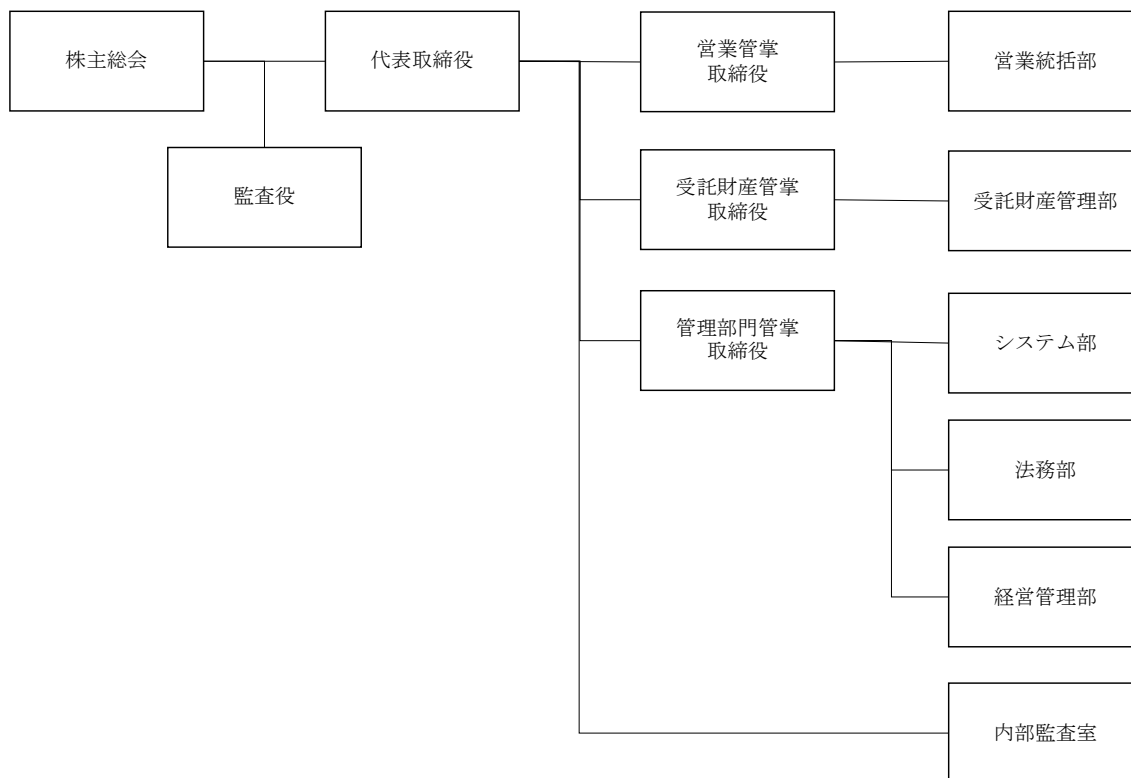 株主総会
代表取締役
営業管掌
取締役
営業統括部
監査役
受託財産管掌
取締役
受託財産管理部
管理部門管掌
取締役
システム部
法務部
経営管理部
内部監査室